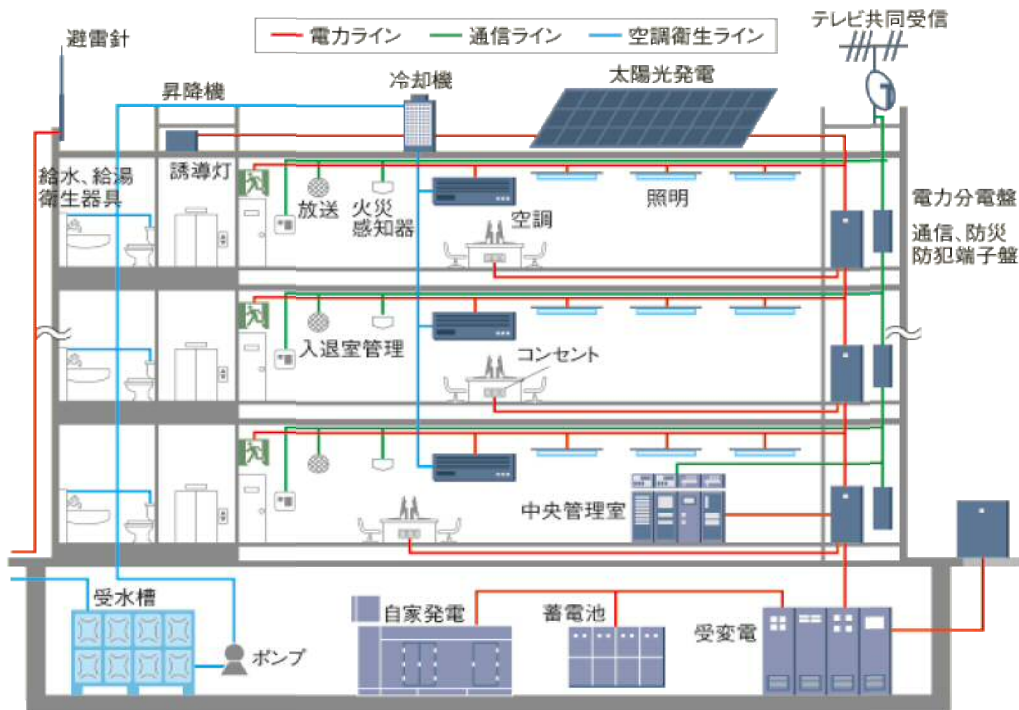 テレビ共同受信
避雷針
電力ライン
通信ライン
空調衛生ライン
冷却機
太陽光発電
昇降機
給水、給湯
衛生器具
誘導灯
放送
火災
感知器
空調
照明
電力分電盤
通信、防災
防犯端子盤
入退室管理
コンセント
中央管理室
受水槽
ポンプ
自家発電
蓄電池
受変電